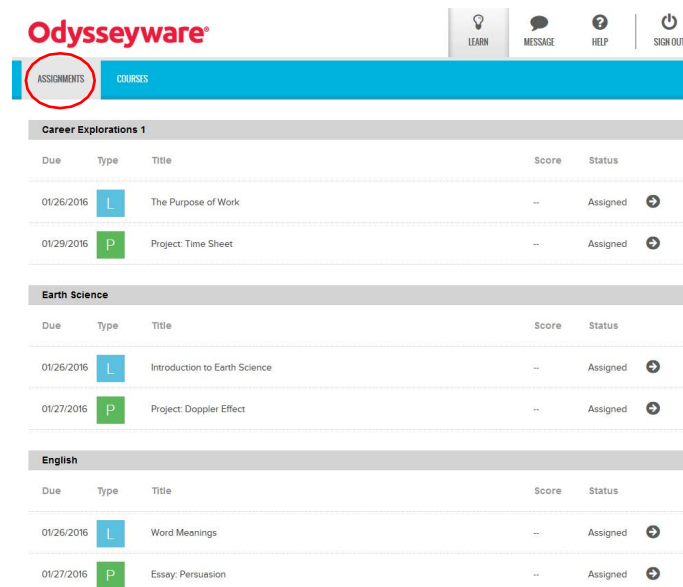 Odysseyware®
LEARN MESSAGE HELP SIGN OUT
ASSIGNMENTS COURSES
Career Explorations 1
Due Type Title Score Status
01/26/2016 L The Purpose of Work -- Assigned
01/29/2016 P Project: Time Sheet -- Assigned
Earth Science
Due Type Title Score Status
01/26/2016 L Introduction to Earth Science -- Assigned
01/27/2016 P Project: Doppler Effect -- Assigned
English
Due Type Title Score Status
01/26/2016 L Word Meanings -- Assigned
01/27/2016 P Essay: Persuasion -- Assigned